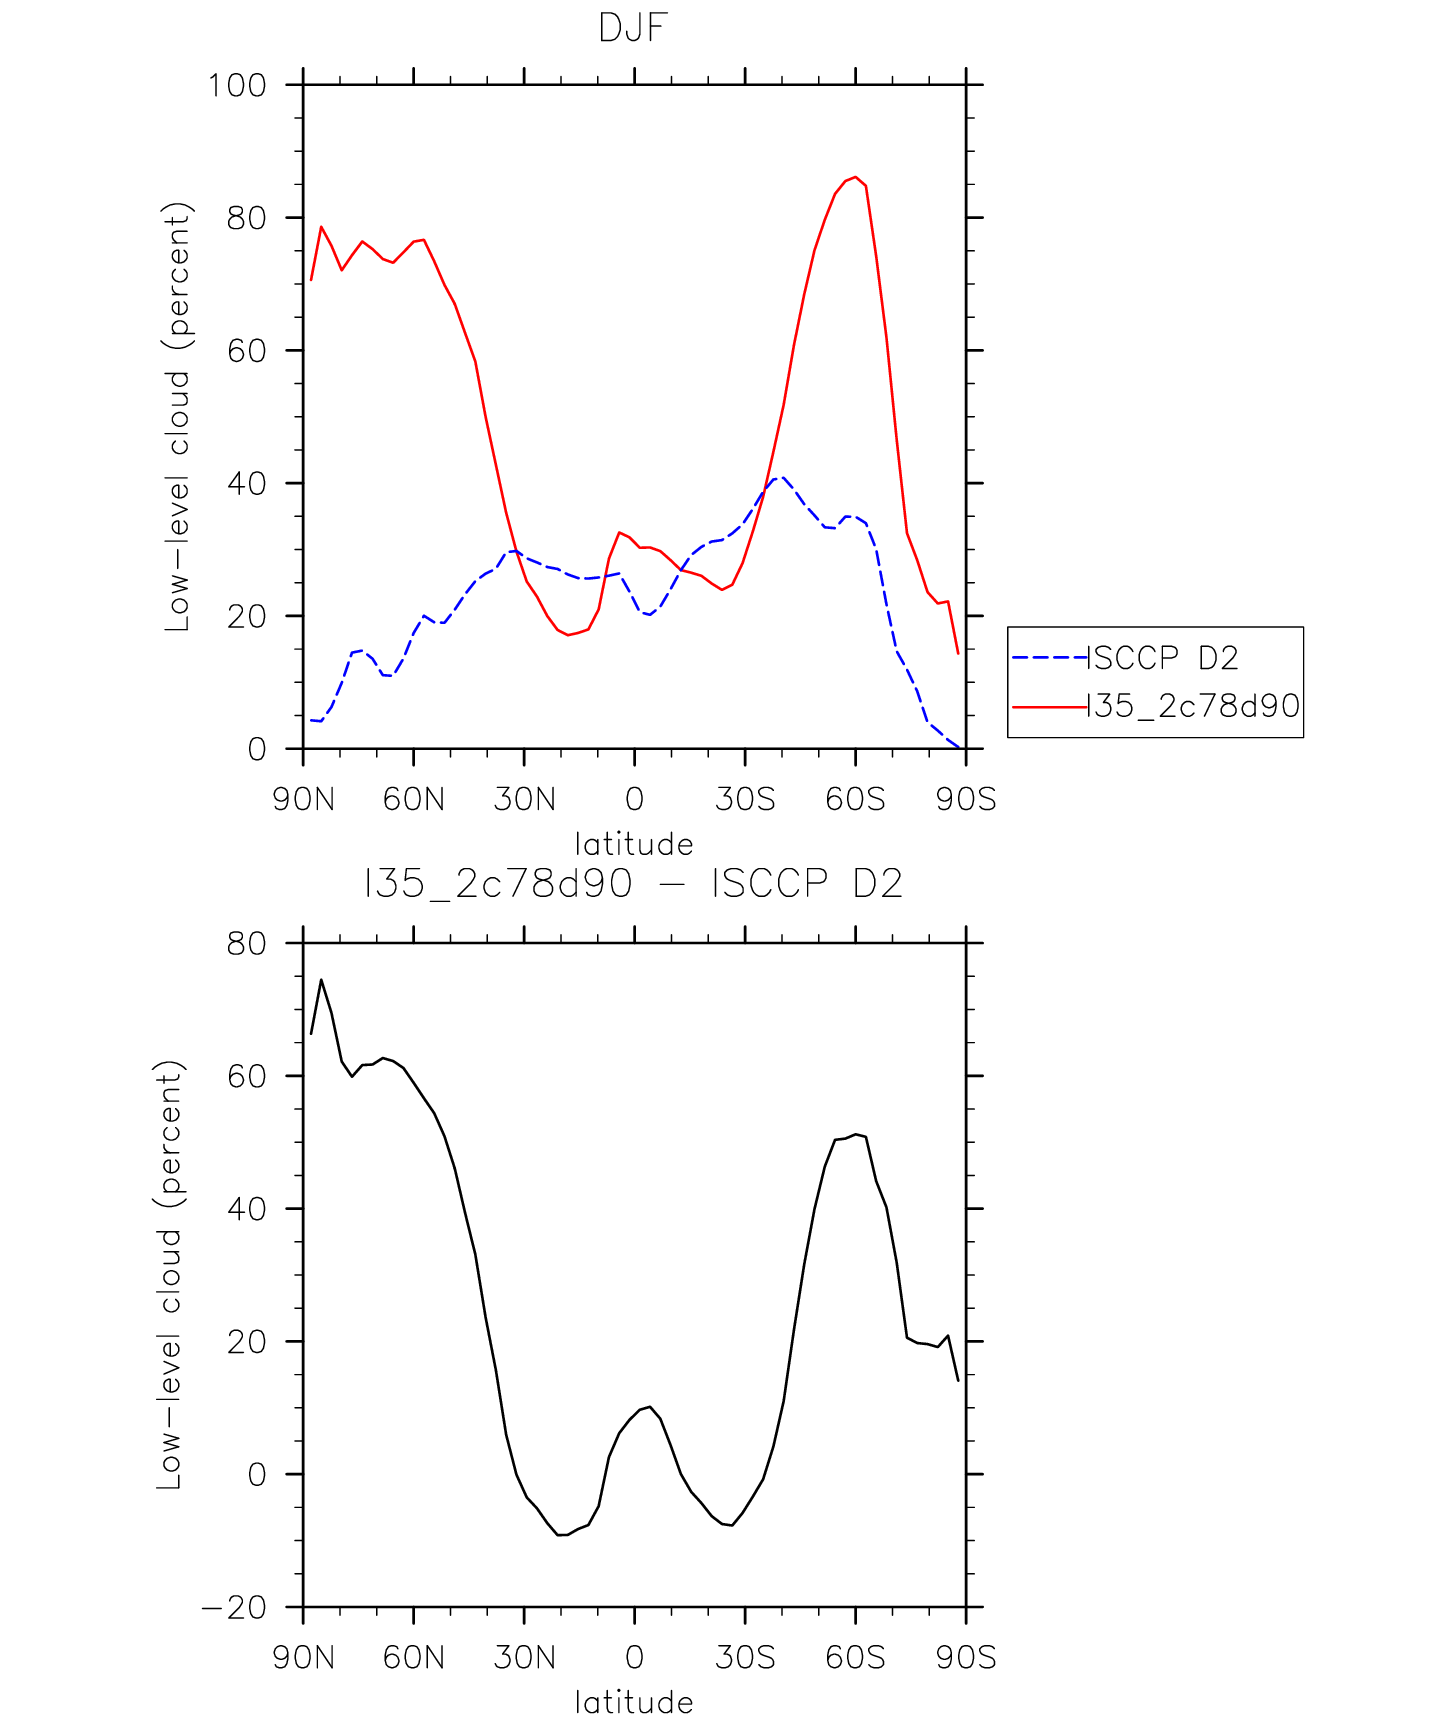 DJF
100
80
60
40
20
0
Low-level cloud (percent)
90N 60N 30N 0 30S 60S 90S
latitude
ISCCP D2
I35_2c78d90
I35_2c78d90 - ISCCP D2
80
60
40
20
0
-20
Low-level cloud (percent)
90N 60N 30N 0 30S 60S 90S
latitude